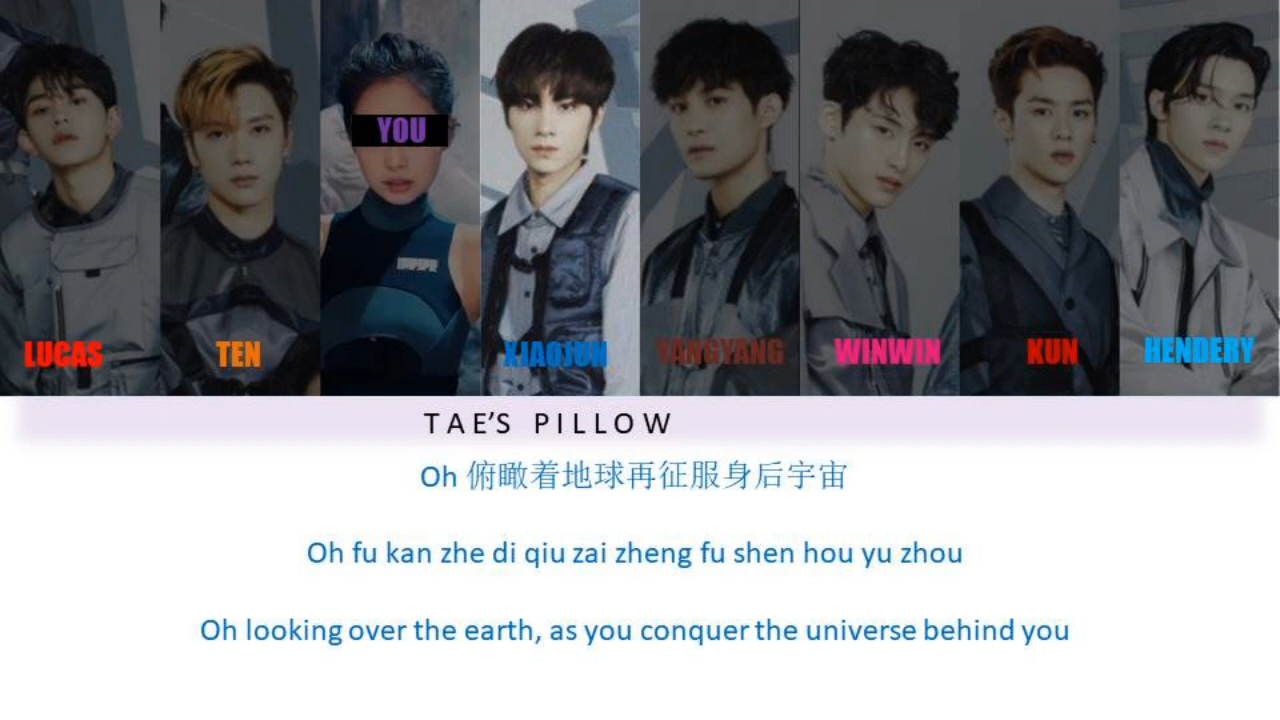 YOU
LUCAS TEN XIAOJUN YANGYANG WINWIN KUN HENDERY
TAE’S PILLOW
Oh 俯瞰着地球再征服身后宇宙
Oh fu kan zhe di qiu zai zheng fu shen hou yu zhou
Oh looking over the earth, as you conquer the universe behind you